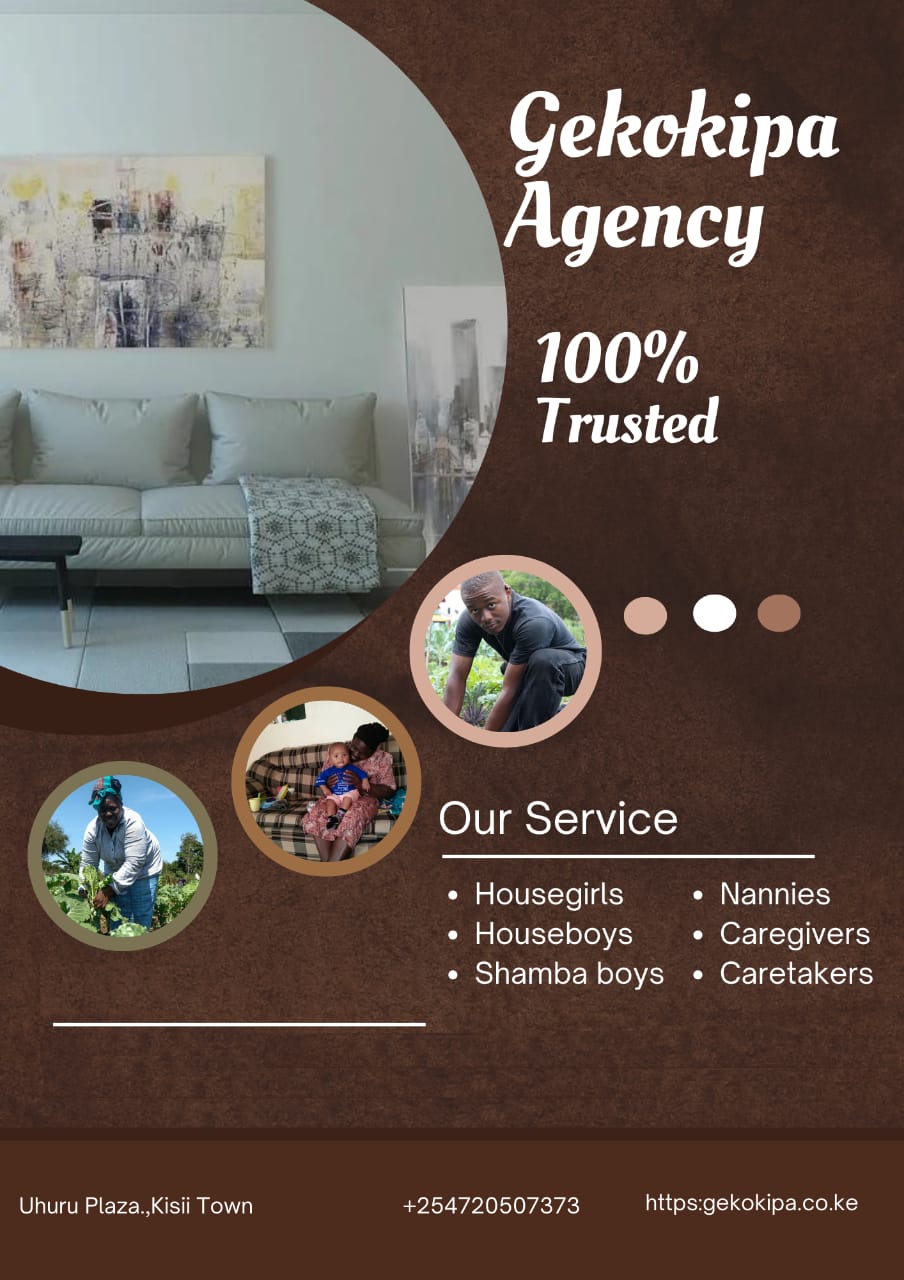 Gekokipa
Agency
100%
Trusted
Our Service
• Housegirls
• Houseboys
• Shamba boys
• Nannies
• Caregivers
• Caretakers
Uhuru Plaza.,Kisii Town
+254720507373
https:gekokipa.co.ke